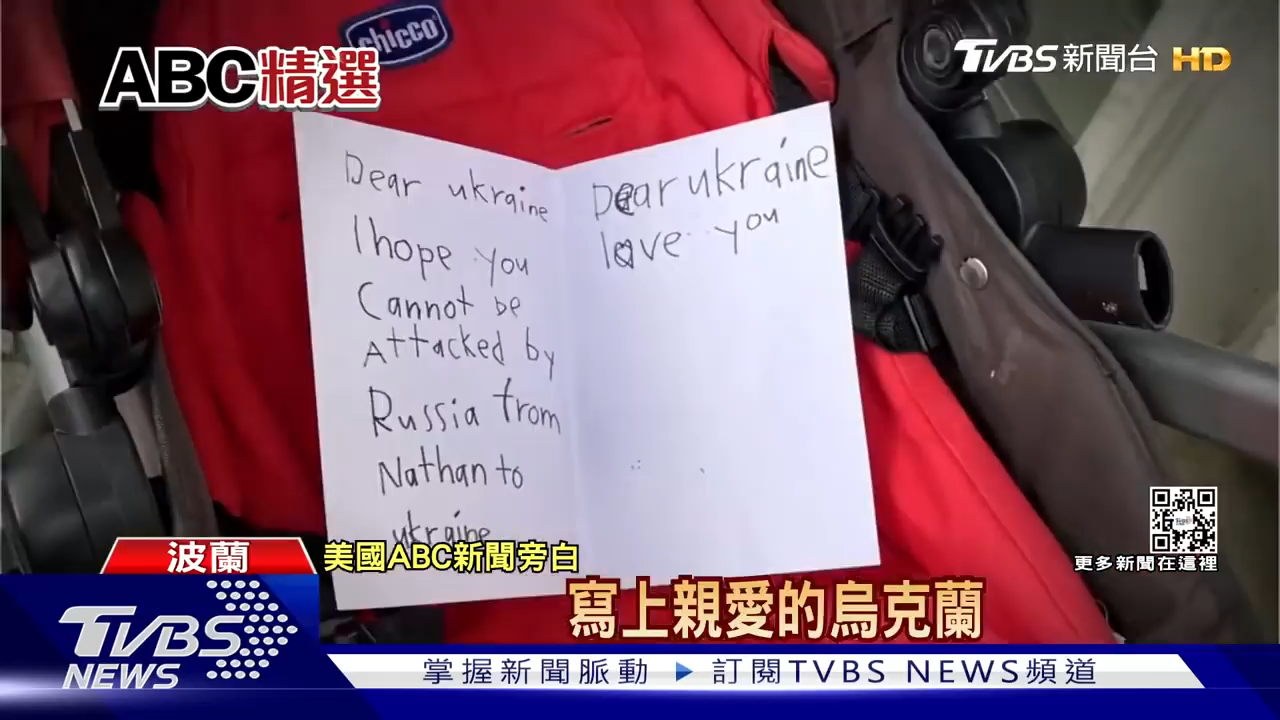 ABC精選
chicco
TVBS新聞台 HD
Dear ukraine
I hope you
Cannot be
Attacked by
Russia from
Nathan to
ukraine
Dear ukraine
love you
更多新聞在這裡
波蘭
美國ABC新聞旁白
寫上親愛的烏克蘭
TVBS
NEWS
掌握新聞脈動 ▶ 訂閱TVBS NEWS頻道